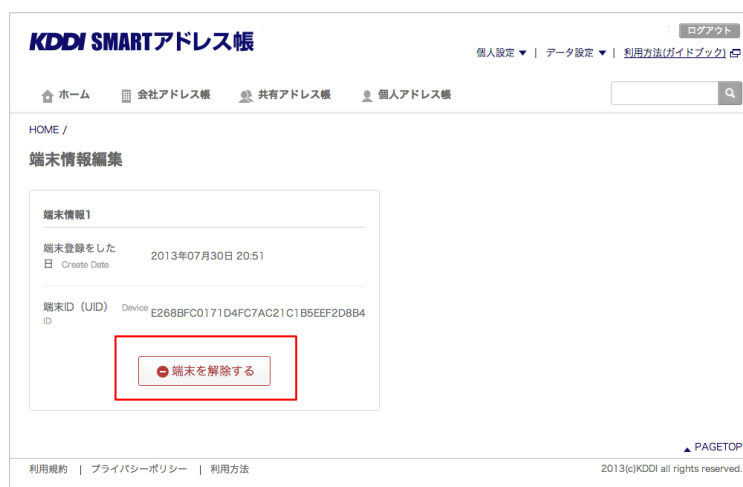 ログアウト
KDDI SMARTアドレス帳
個人設定 ▼ | データ設定 ▼ | 利用方法(ガイドブック)
ホーム 会社アドレス帳 共有アドレス帳 個人アドレス帳
HOME /
端末情報編集
端末情報1
端末登録をした
日 Create Date
2013年07月30日 20:51
端末ID（UID） Device
ID
E268BFC0171D4FC7AC21C1B5EEF2D8B4
端末を解除する
PAGETOP
利用規約 | プライバシーポリシー | 利用方法
2013(c)KDDI all rights reserved.